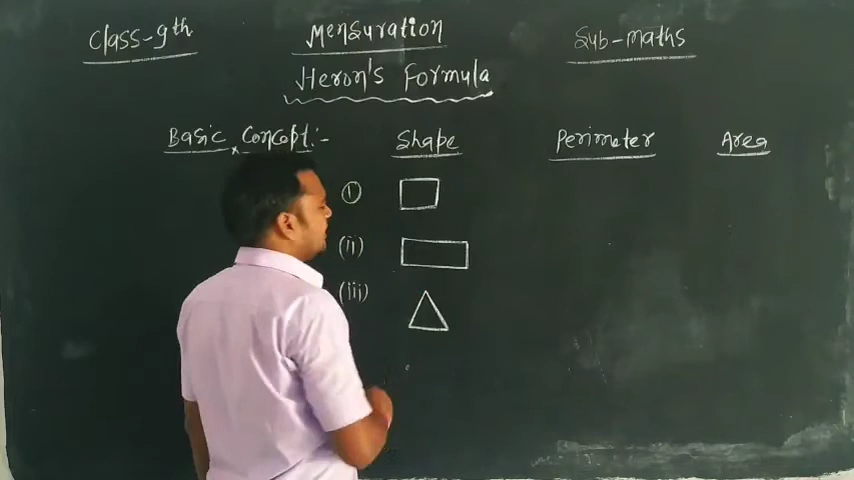 Class-9th
Mensuration
Sub-maths
Heron's Formula
Basic Concept:-
Shape
Perimeter
Area
(i)
(ii)
(iii)